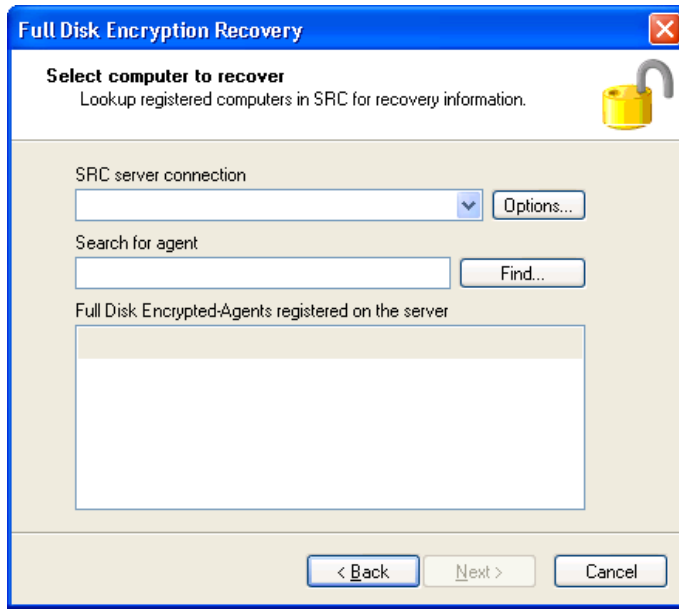 Full Disk Encryption Recovery
Select computer to recover
Lookup registered computers in SRC for recovery information.
SRC server connection
Options...
Search for agent
Find...
Full Disk Encrypted-Agents registered on the server
< Back Next > Cancel